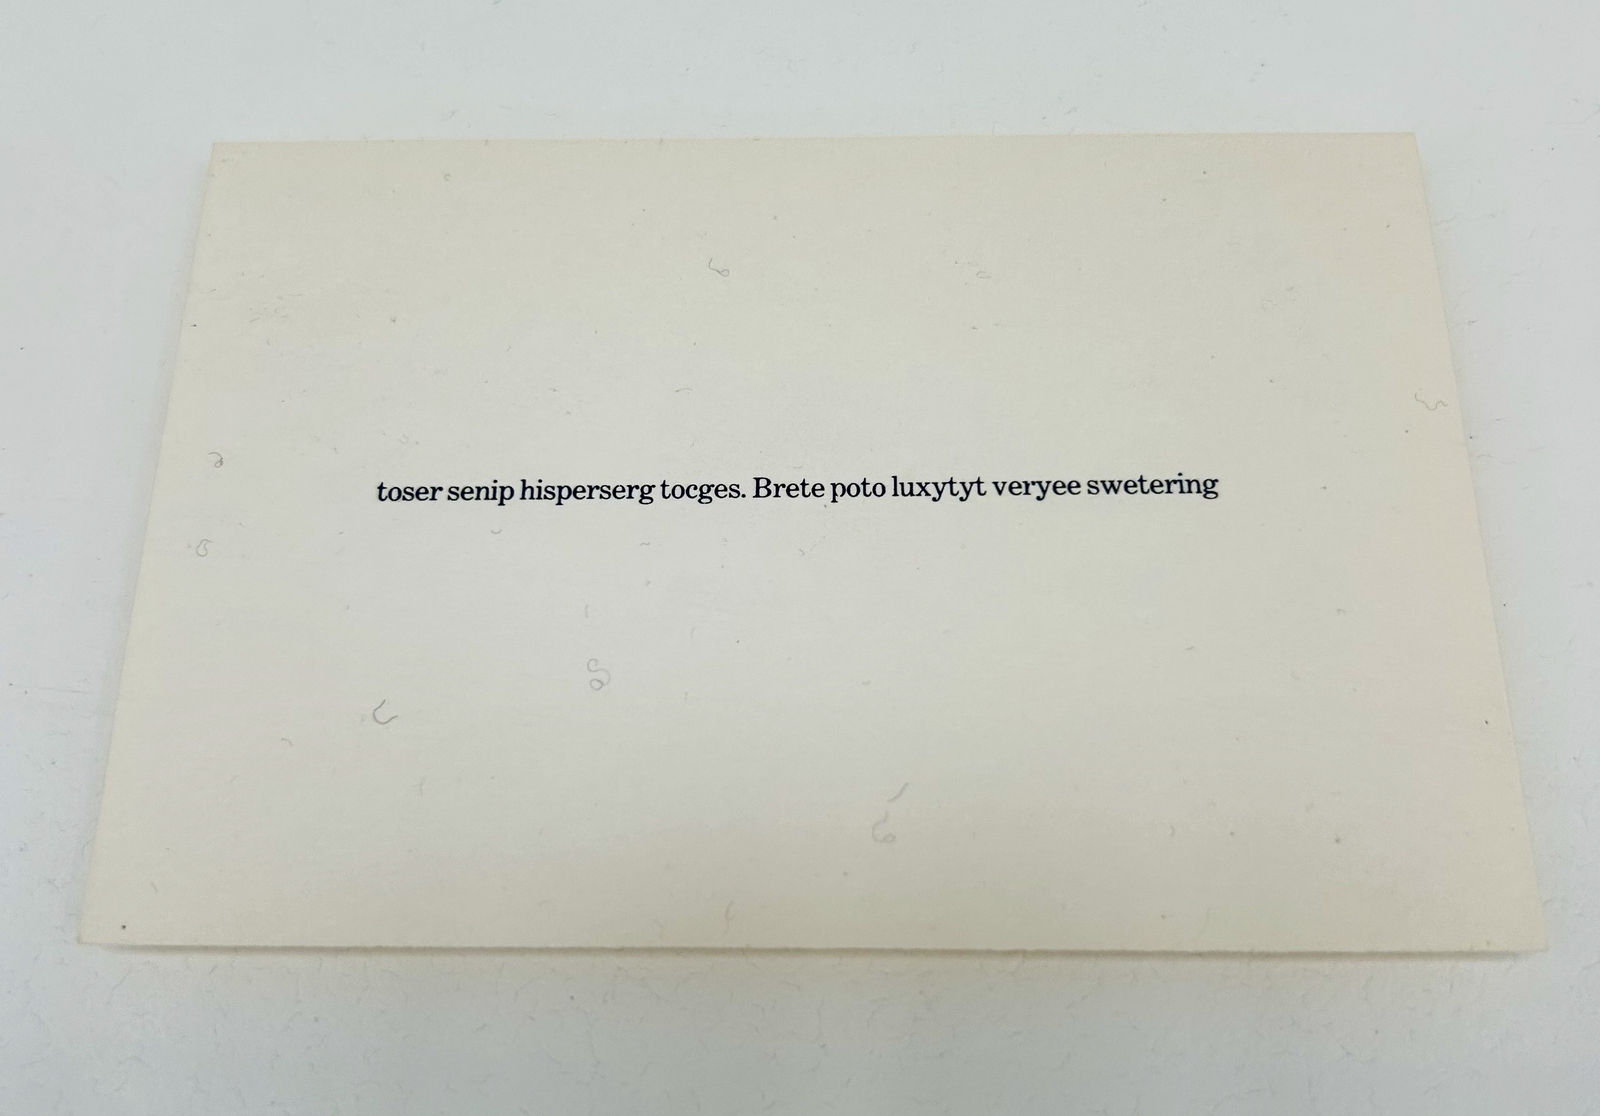 toser senip hisperserg tocges. Brete poto luxytyt veryee swetering